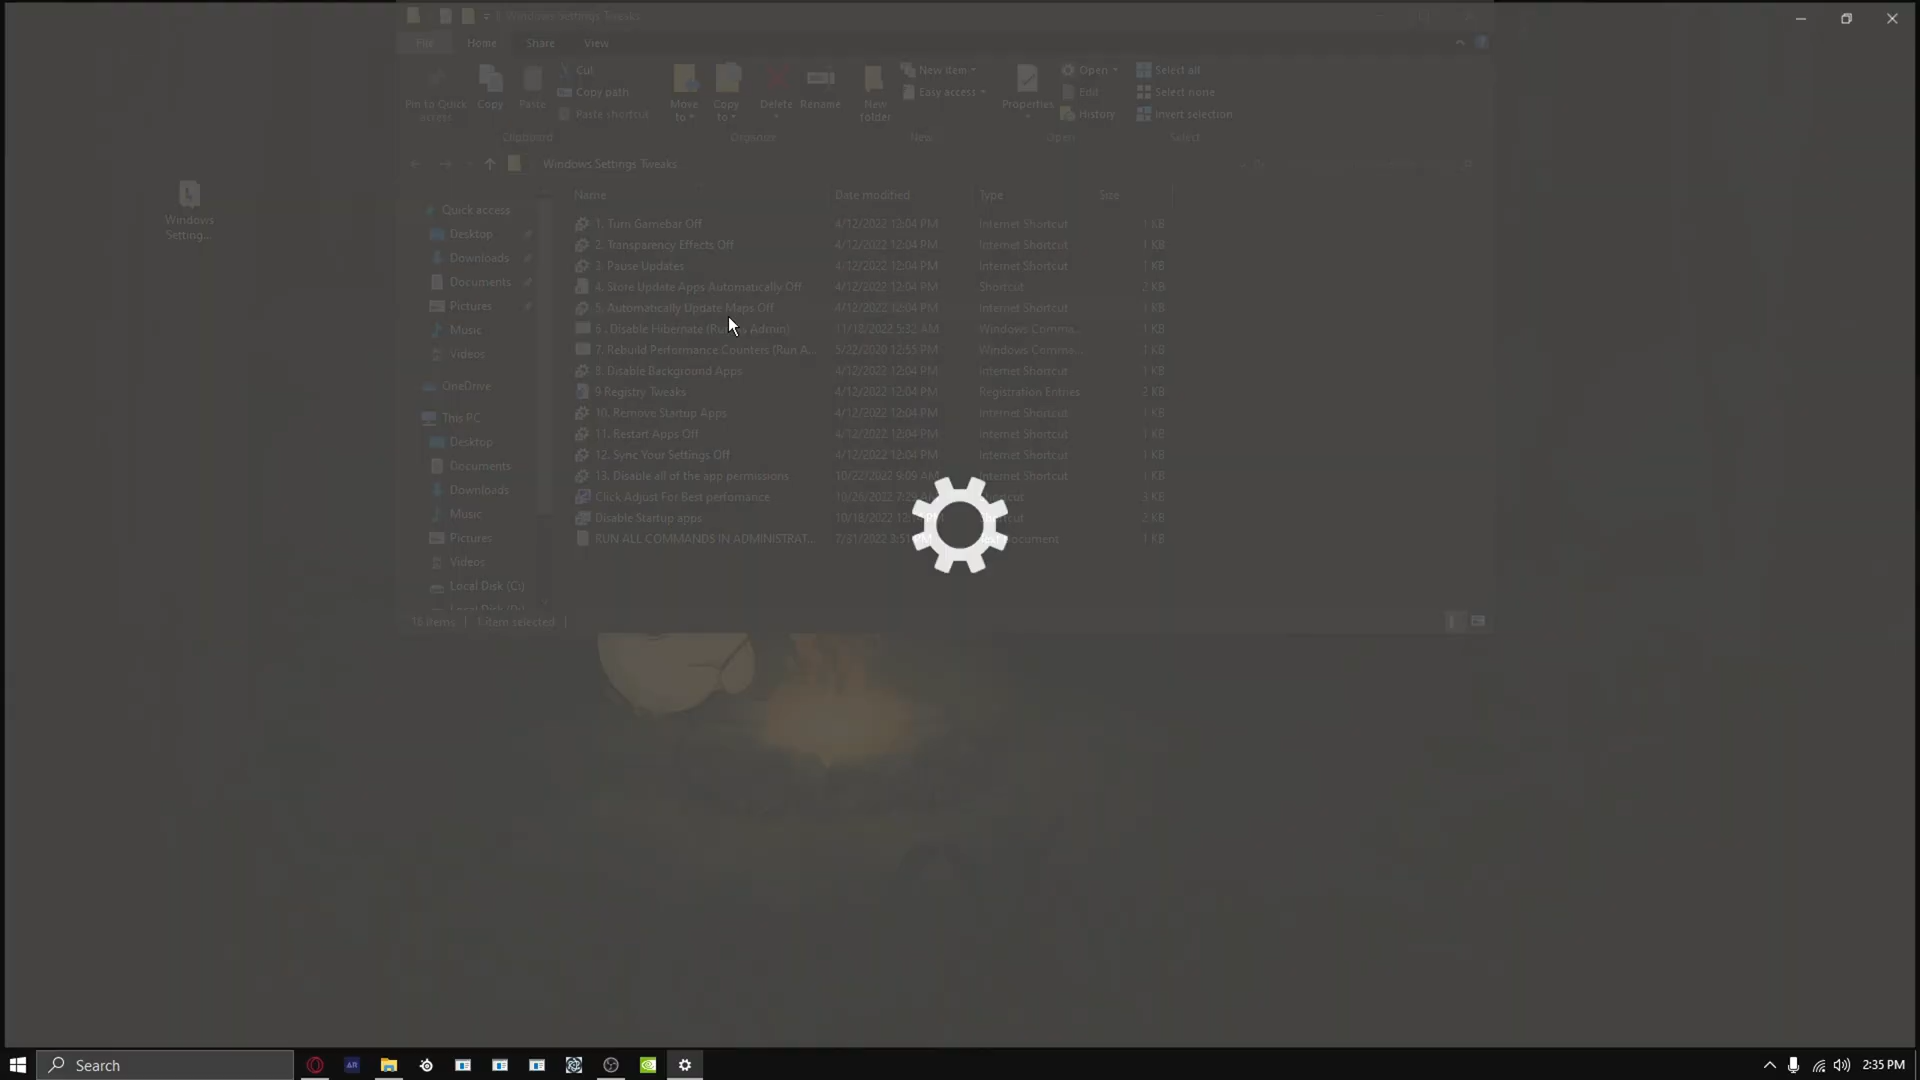 Windows Settings Tweaks
File Home Share View
Pin to Quick access
Copy
Paste
Cut
Copy path
Paste shortcut
Clipboard
Move to
Copy to
Delete
Rename
Organize
New folder
New item
Easy access
New
Properties
Open
Edit
History
Open
Select all
Select none
Invert selection
Select
Windows Settings Tweaks
Windows
Setting...
Quick access
Desktop
Downloads
Documents
Pictures
Music
Videos
OneDrive
This PC
Desktop
Documents
Downloads
Music
Pictures
Videos
Local Disk (C:)
Name Date modified Type Size
1. Turn Gamebar Off 4/12/2022 12:04 PM Internet Shortcut 1 KB
2. Transparency Effects Off 4/12/2022 12:04 PM Internet Shortcut 1 KB
3. Pause Updates 4/12/2022 12:04 PM Internet Shortcut 1 KB
4. Store Update Apps Automatically Off 4/12/2022 12:04 PM Shortcut 2 KB
5. Automatically Update Maps Off 4/12/2022 12:04 PM Internet Shortcut 1 KB
6 . Disable Hibernate (Run Admin) 11/18/2022 5:32 AM Windows Comma... 1 KB
7. Rebuild Performance Counters (Run A... 5/22/2020 12:55 PM Windows Comma... 1 KB
8. Disable Background Apps 4/12/2022 12:04 PM Internet Shortcut 1 KB
9 Registry Tweaks 4/12/2022 12:04 PM Registration Entries 2 KB
10. Remove Startup Apps 4/12/2022 12:04 PM Internet Shortcut 1 KB
11. Restart Apps Off 4/12/2022 12:04 PM Internet Shortcut 1 KB
12. Sync Your Settings Off 4/12/2022 12:04 PM Internet Shortcut 1 KB
13. Disable all of the app permissions 10/22/2022 9:09 AM Internet Shortcut 1 KB
Click Adjust For Best perfomance 10/26/2022 7:29 3 KB
Disable Startup apps 10/18/2022 2 KB
RUN ALL COMMANDS IN ADMINISTRAT... 7/31/2022 3:51 PM Document 1 KB
16 items 1 item selected
Search
AR
2:35 PM